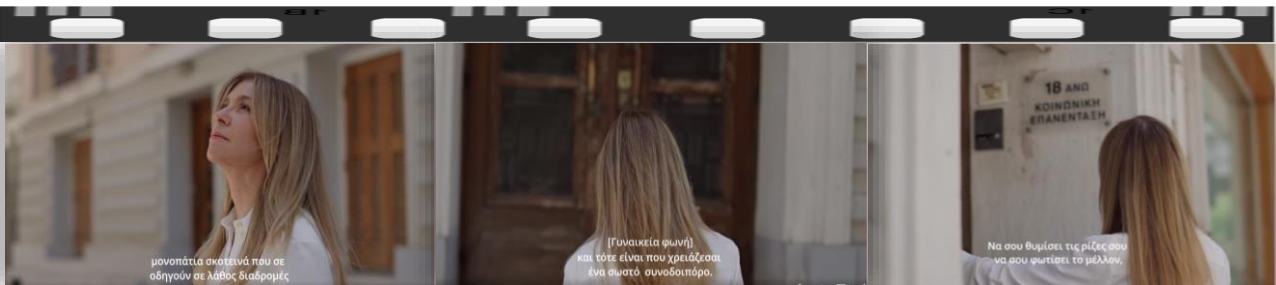 μονοπάτια σκοτεινά που σε
οδηγούν σε λάθος διαδρομές
[Γυναικεία φωνή]
και τότε είναι που χρειάζεσαι
ένα σωστό συνοδοιπόρο.
18 ΑΝΩ
ΚΟΙΝΩΝΙΚΗ
ΕΠΑΝΕΝΤΑΞΗ
Να σου θυμίσει τις ρίζες σου
να σου φωτίσει το μέλλον,